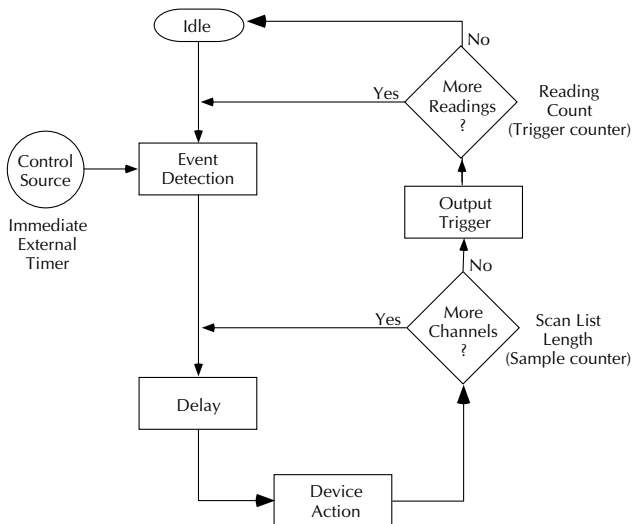 Idle
No
More
Readings
?
Yes
Reading
Count
(Trigger counter)
Control
Source
Event
Detection
Immediate
External
Timer
Output
Trigger
No
More
Channels
?
Yes
Scan List
Length
(Sample counter)
Delay
Device
Action